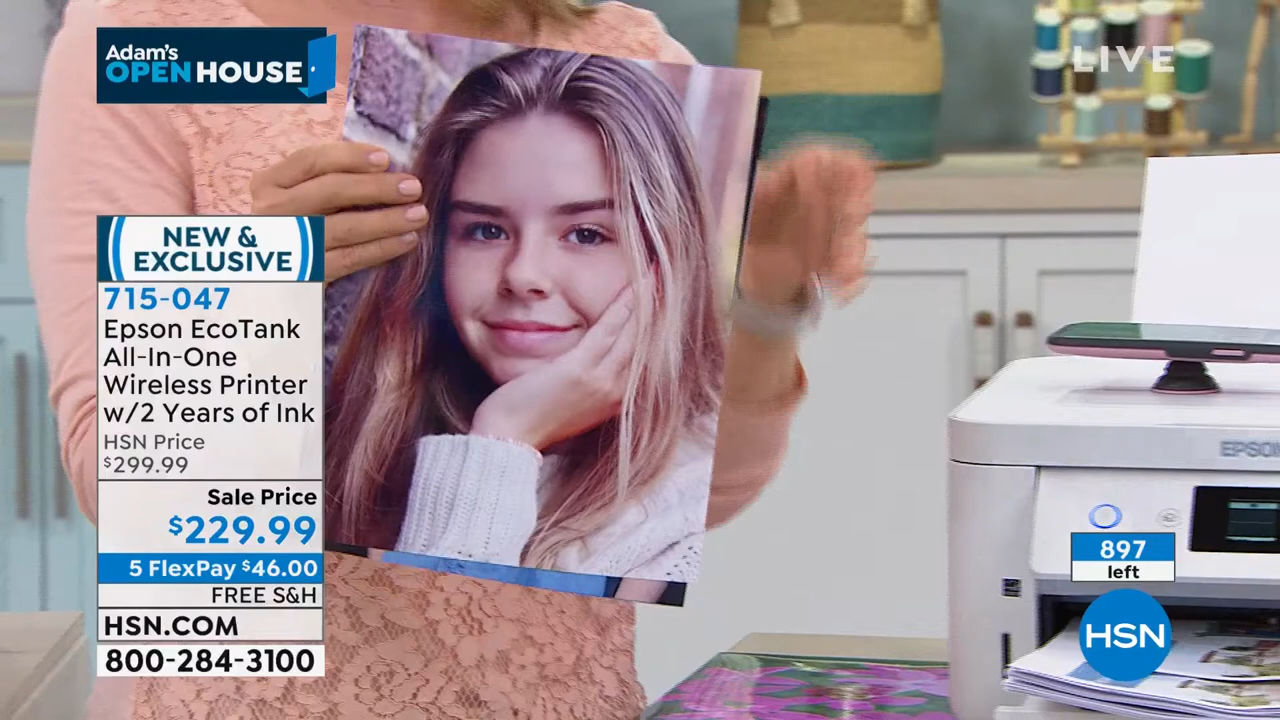 Adam's
OPEN HOUSE
LIVE
NEW &
EXCLUSIVE
715-047
Epson EcoTank
All-In-One
Wireless Printer
w/2 Years of Ink
HSN Price
$299.99
Sale Price
$229.99
5 FlexPay $46.00
FREE S&H
HSN.COM
800-284-3100
EPSON
897
left
HSN